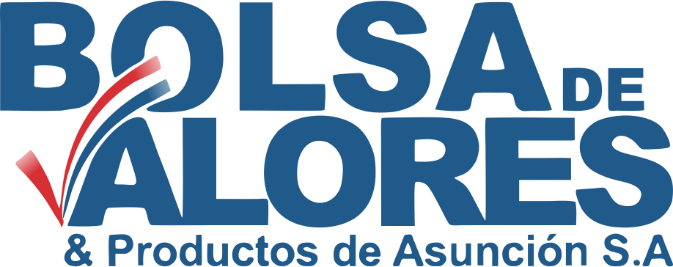 BOLSA DE
VALORES
& Productos de Asunción S.A